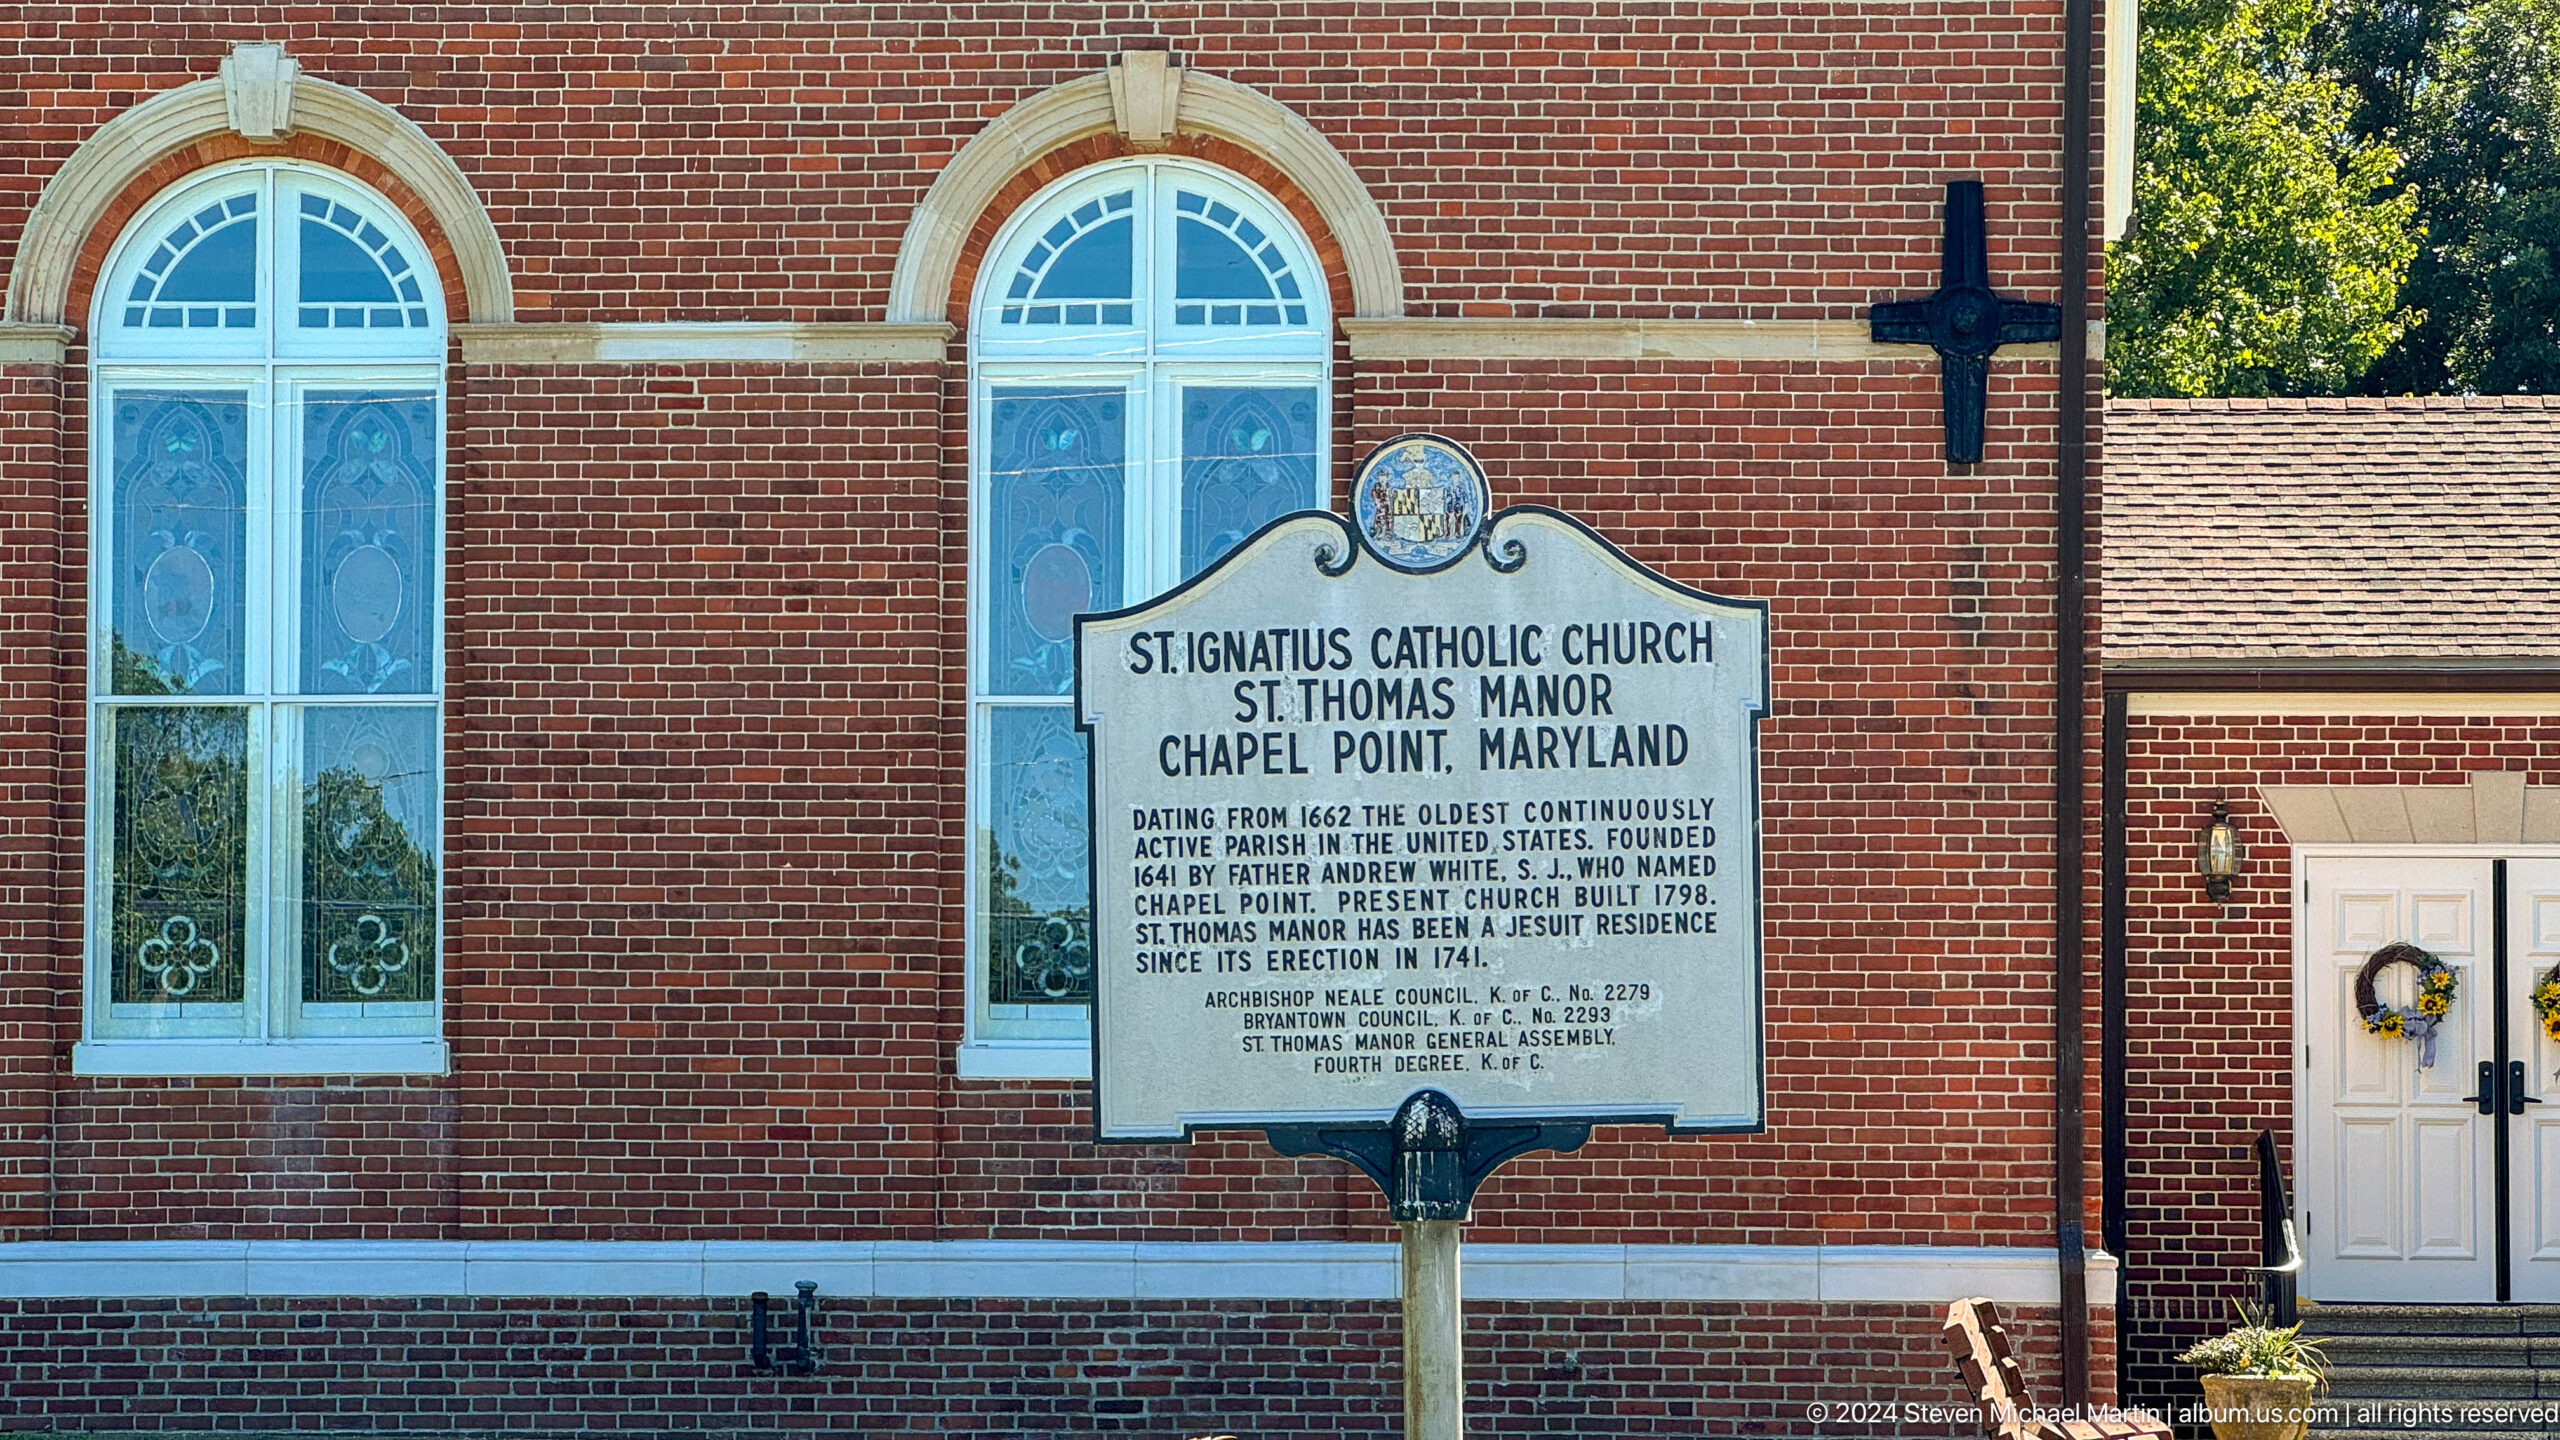 ST. IGNATIUS CATHOLIC CHURCH
ST. THOMAS MANOR
CHAPEL POINT, MARYLAND
DATING FROM 1662 THE OLDEST CONTINUOUSLY
ACTIVE PARISH IN THE UNITED STATES. FOUNDED
1641 BY FATHER ANDREW WHITE, S. J., WHO NAMED
CHAPEL POINT. PRESENT CHURCH BUILT 1798.
ST. THOMAS MANOR HAS BEEN A JESUIT RESIDENCE
SINCE ITS ERECTION IN 1741.
ARCHBISHOP NEALE COUNCIL, K. OF C., No. 2279
BRYANTOWN COUNCIL, K. OF C., No. 2293
ST. THOMAS MANOR GENERAL ASSEMBLY,
FOURTH DEGREE, K. OF C.
© 2024 Steven Michael Martin | album.us.com | all rights reserved